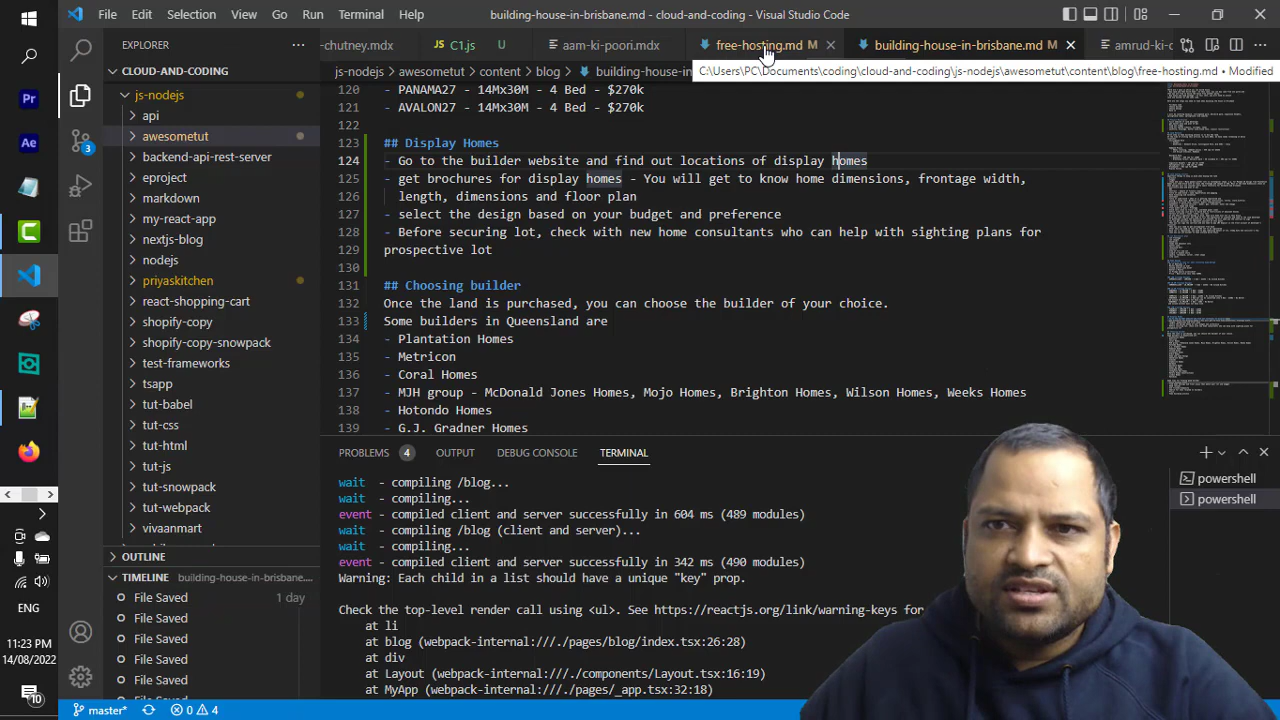 File Edit Selection View Go Run Terminal Help
building-house-in-brisbane.md - cloud-and-coding - Visual Studio Code
EXPLORER
-chutney.mdx C1.js U aam-ki-poori.mdx free-hosting.md M building-house-in-brisbane.md M amrud-ki-c
js-nodejs > awesometut > content > blog > building-house-in
C:\Users\PC\Documents\coding\cloud-and-coding\js-nodejs\awesometut\content\blog\free-hosting.md • Modified
CLOUD-AND-CODING
js-nodejs
api
awesometut
backend-api-rest-server
eproject
markdown
my-react-app
nextjs-blog
nodejs
priyaskitchen
react-shopping-cart
shopify-copy
shopify-copy-snowpack
test-frameworks
tsapp
tut-babel
tut-css
tut-html
tut-js
tut-snowpack
tut-webpack
vivaanmart
OUTLINE
TIMELINE building-house-in-brisbane....
File Saved 1 day
File Saved
File Saved
File Saved
File Saved
120 - PANAMA27 - 14Mx30M - 4 Bed - $270k
121 - AVALON27 - 14Mx30M - 4 Bed - $270k
122
123 ## Display Homes
124 - Go to the builder website and find out locations of display homes
125 - get brochures for display homes - You will get to know home dimensions, frontage width,
126 length, dimensions and floor plan
127 - select the design based on your budget and preference
128 - Before securing lot, check with new home consultants who can help with sighting plans for
129 prospective lot
130
131 ## Choosing builder
132 Once the land is purchased, you can choose the builder of your choice.
133 Some builders in Queensland are
134 - Plantation Homes
135 - Metricon
136 - Coral Homes
137 - MJH group - McDonald Jones Homes, Mojo Homes, Brighton Homes, Wilson Homes, Weeks Homes
138 - Hotondo Homes
139 - G.J. Gradner Homes
PROBLEMS 4 OUTPUT DEBUG CONSOLE TERMINAL
powershell
powershell
wait - compiling /blog...
wait - compiling...
event - compiled client and server successfully in 604 ms (489 modules)
wait - compiling /blog (client and server)...
wait - compiling...
event - compiled client and server successfully in 342 ms (490 modules)
Warning: Each child in a list should have a unique "key" prop.
Check the top-level render call using <ul>. See https://reactjs.org/link/warning-keys for
at li
at blog (webpack-internal:///./pages/blog/index.tsx:26:28)
at div
at Layout (webpack-internal:///./components/Layout.tsx:16:19)
at MyApp (webpack-internal:///./pages/_app.tsx:32:18)
master* 0 4
Pr
Ae
3
ENG
11:23 PM
14/08/2022
10